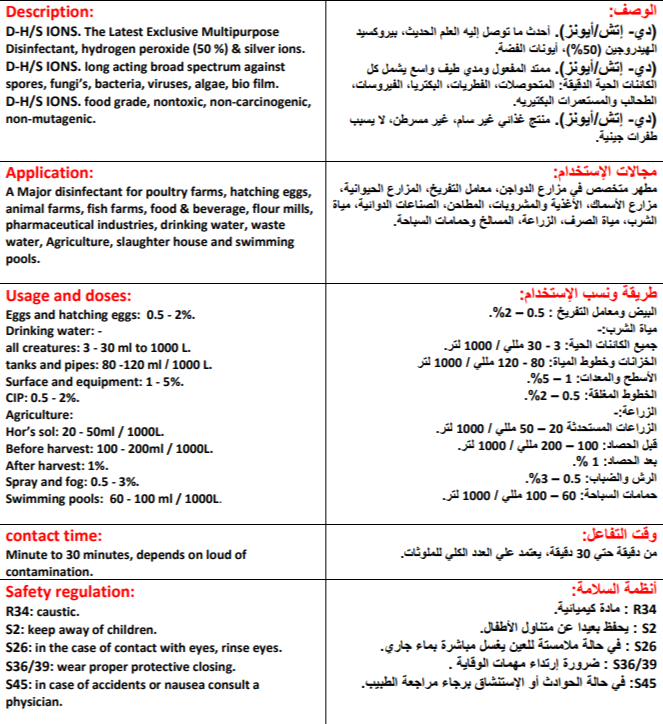 Description:
D-H/S IONS. The Latest Exclusive Multipurpose
Disinfectant, hydrogen peroxide (50 %) & silver ions.
D-H/S IONS. long acting broad spectrum against
spores, fungi's, bacteria, viruses, algae, bio film.
D-H/S IONS. food grade, nontoxic, non-carcinogenic,
non-mutagenic.
الوصف:
(دي- إتش/أيونز). أحدث ما توصل إليه العلم الحديث، بيروكسيد
الهيدروجين (50%)، أيونات الفضة.
(دي- إتش/أيونز). ممتد المفعول ومدي طيف واسع يشمل كل
الكائنات الحية الدقيقة: المتحوصلات، الفطريات، البكتريا، الفيروسات،
الطحالب والمستعمرات البكتيريه.
(دي- إتش/أيونز). منتج غذائي غير سام، غير مسرطن، لا يسبب
طفرات جينية.
Application:
A Major disinfectant for poultry farms, hatching eggs,
animal farms, fish farms, food & beverage, flour mills,
pharmaceutical industries, drinking water, waste
water, Agriculture, slaughter house and swimming
pools.
مجالات الإستخدام:
مطهر متخصص في مزارع الدواجن، معامل التفريخ، المزارع الحيوانية،
مزارع الأسماك، الأغذية والمشروبات، المطاحن، الصناعات الدوائية، مياة
الشرب، مياة الصرف، الزراعة، المسالخ وحمامات السباحة.
Usage and doses:
Eggs and hatching eggs: 0.5 - 2%.
Drinking water: -
all creatures: 3 - 30 ml to 1000 L.
tanks and pipes: 80 -120 ml / 1000 L.
Surface and equipment: 1 - 5%.
CIP: 0.5 - 2%.
Agriculture:
Hor's sol: 20 - 50ml / 1000L.
Before harvest: 100 - 200ml / 1000L.
After harvest: 1%.
Spray and fog: 0.5 - 3%.
Swimming pools: 60 - 100 ml / 1000L.
طريقة ونسب الإستخدام:
البيض ومعامل التفريخ : 0.5 – 2%.
مياة الشرب:-
جميع الكائنات الحية: 3 - 30 مللي / 1000 لتر.
الخزانات وخطوط المياة: 80 - 120 مللي / 1000 لتر
الأسطح والمعدات: 1 – 5%.
الخطوط المغلقة: 0.5 – 2%.
الزراعة:-
الزراعات المستحدثة 20 – 50 مللي / 1000 لتر.
قبل الحصاد: 100 – 200 مللي / 1000 لتر.
بعد الحصاد: 1 %.
الرش والضباب: 0.5 – 3%.
حمامات السباحة: 60 – 100 مللي / 1000 لتر.
contact time:
Minute to 30 minutes, depends on loud of
contamination.
وقت التفاعل:
من دقيقة حتي 30 دقيقة، يعتمد علي العدد الكلي للملوثات.
Safety regulation:
R34: caustic.
S2: keep away of children.
S26: in the case of contact with eyes, rinse eyes.
S36/39: wear proper protective closing.
S45: in case of accidents or nausea consult a
physician.
أنظمة السلامة:
R34 : مادة كيميائية.
S2 : يحفظ بعيدا عن متناول الأطفال.
S26 : في حالة ملامستة للعين يغسل مباشرة بماء جاري.
S36/39 : ضرورة إرتداء مهمات الوقاية .
S45: في حالة الحوادث أو الإستنشاق برجاء مراجعة الطبيب.